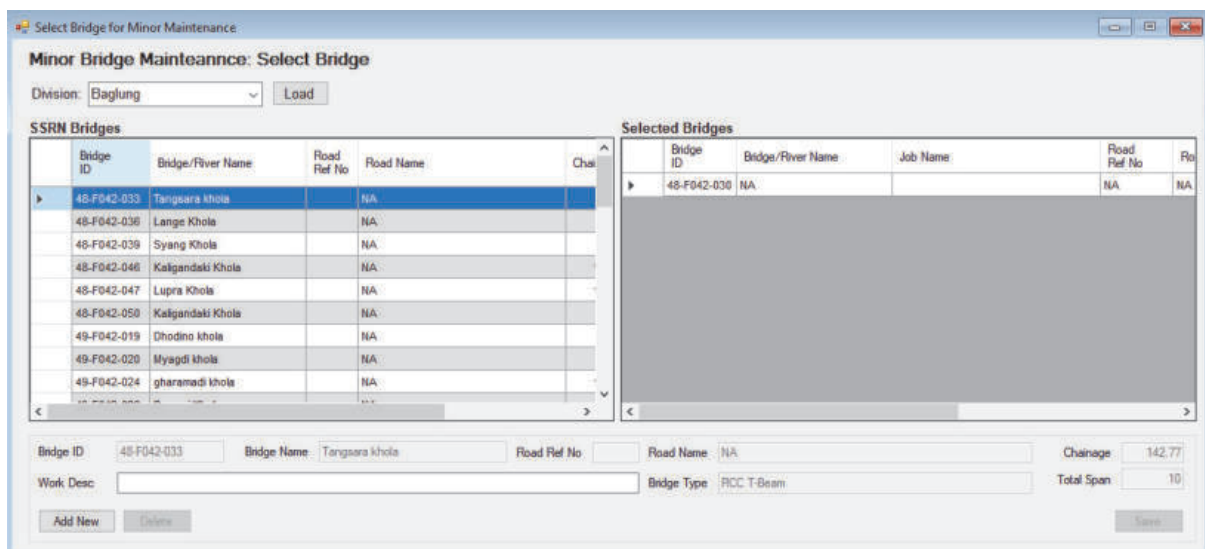 Select Bridge for Minor Maintenance
Minor Bridge Mainteannce: Select Bridge
Division: Baglung Load
SSRN Bridges
Bridge ID Bridge/River Name Road Ref No Road Name Chai
48-F042-033 Tangsara khola NA
48-F042-036 Lange Khola NA
48-F042-039 Syang Khola NA
48-F042-046 Kaligandaki Khola NA
48-F042-047 Lupra Khola NA
48-F042-050 Kaligandaki Khola NA
49-F042-019 Dhodino khola NA
49-F042-020 Myagdi khola NA
49-F042-024 gharamadi khola NA
Selected Bridges
Bridge ID Bridge/River Name Job Name Road Ref No Ro
48-F042-030 NA NA NA
Bridge ID 48-F042-033 Bridge Name Tangsara khola Road Ref No Road Name NA Chainage 142.77
Work Desc Bridge Type RCC T-Beam Total Span 10
Add New Delete Save